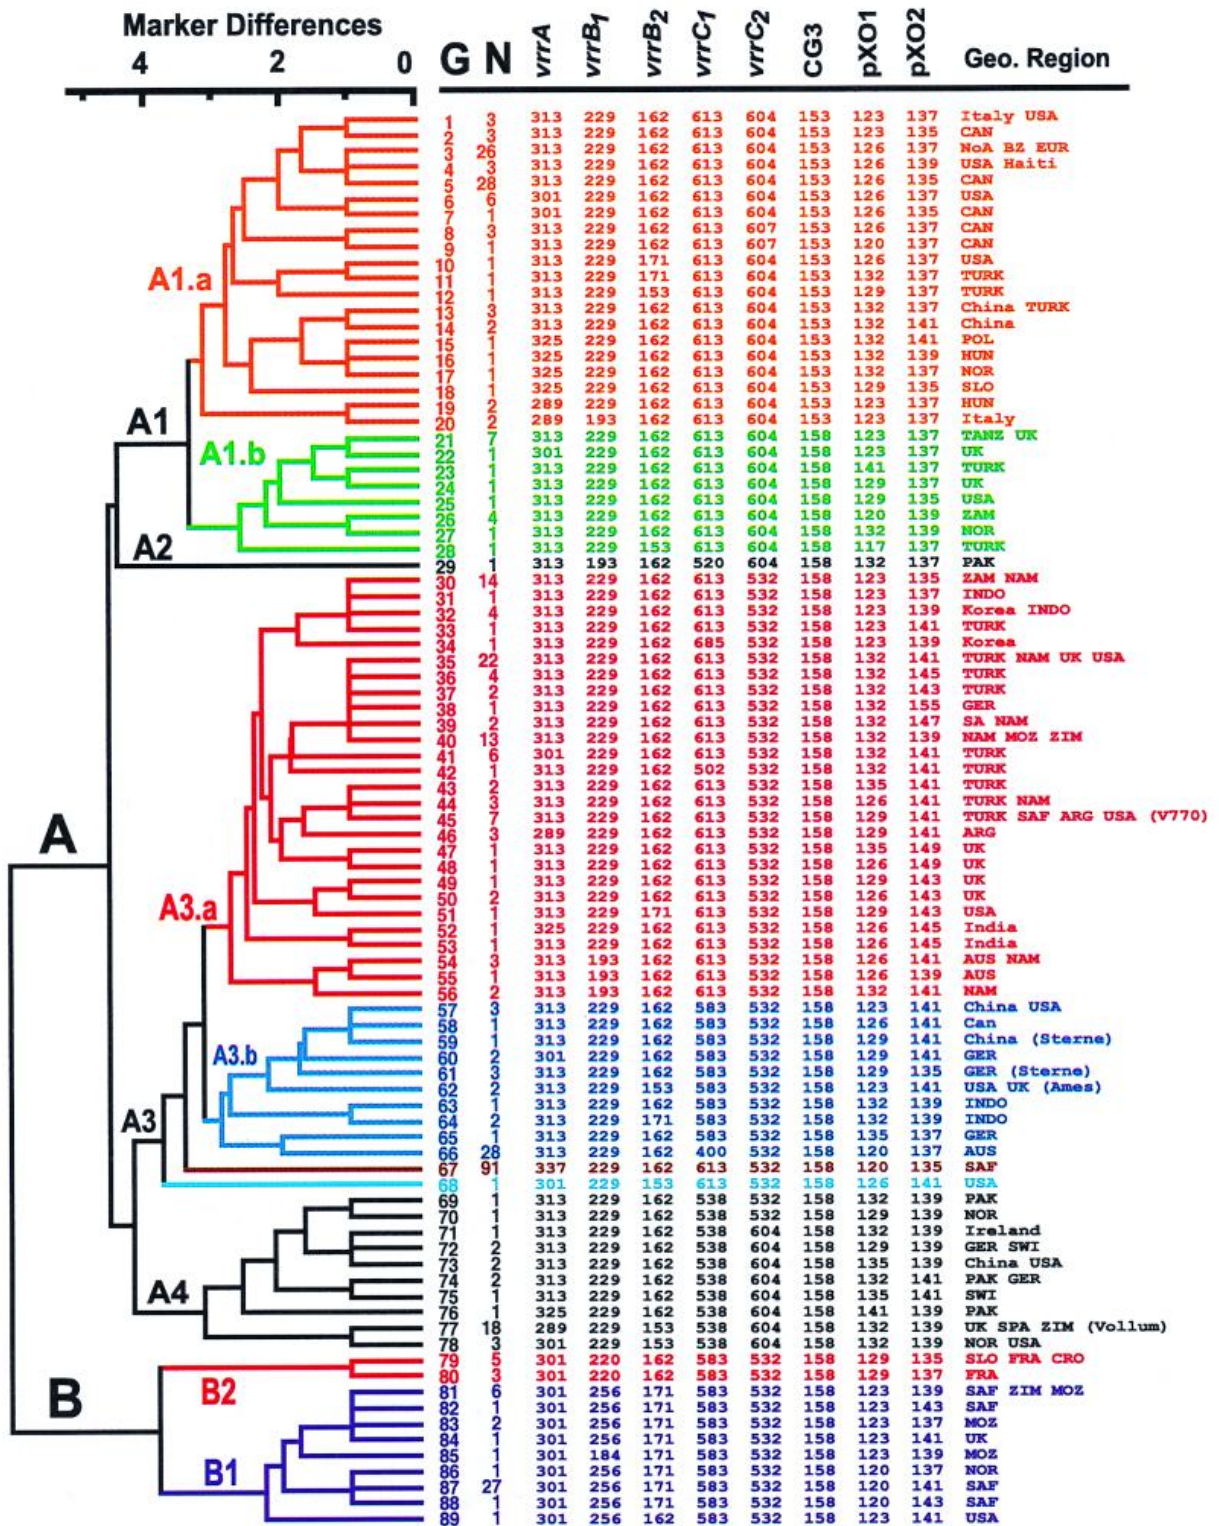 Marker Differences
4 2 0
G N vrrA vrrB1 vrrB2 vrrC1 vrrC2 CG3 pXO1 pXO2 Geo. Region
1 3 313 229 162 613 604 153 123 137 Italy USA
2 3 313 229 162 613 604 153 123 135 CAN
3 26 313 229 162 613 604 153 126 137 NoA BZ EUR
4 3 313 229 162 613 604 153 126 139 USA Haiti
5 28 313 229 162 613 604 153 126 135 CAN
6 6 301 229 162 613 604 153 126 137 USA
7 1 301 229 162 613 604 153 126 135 CAN
8 3 313 229 162 613 607 153 126 137 CAN
9 1 313 229 162 613 607 153 120 137 CAN
10 1 313 229 171 613 604 153 126 137 USA
A1.a
11 1 313 229 171 613 604 153 132 137 TURK
12 1 313 229 153 613 604 153 129 137 TURK
13 3 313 229 162 613 604 153 132 137 China TURK
14 2 313 229 162 613 604 153 132 141 China
15 1 325 229 162 613 604 153 132 141 POL
16 1 325 229 162 613 604 153 132 139 HUN
17 1 325 229 162 613 604 153 132 137 NOR
18 1 325 229 162 613 604 153 129 135 SLO
19 2 289 229 162 613 604 153 123 137 HUN
20 2 289 193 162 613 604 153 123 137 Italy
A1
21 7 313 229 162 613 604 158 123 137 TANZ UK
A1.b
22 1 301 229 162 613 604 158 123 137 UK
23 1 313 229 162 613 604 158 141 137 TURK
24 1 313 229 162 613 604 158 129 137 UK
25 1 313 229 162 613 604 158 129 135 USA
26 4 313 229 162 613 604 158 120 139 ZAM
27 1 313 229 162 613 604 158 132 139 NOR
A2
28 1 313 229 153 613 604 158 117 137 TURK
29 1 313 193 162 520 604 158 132 137 PAK
30 14 313 229 162 613 532 158 123 135 ZAM NAM
31 1 313 229 162 613 532 158 123 137 INDO
32 4 313 229 162 613 532 158 123 139 Korea INDO
33 1 313 229 162 613 532 158 123 141 TURK
34 1 313 229 162 685 532 158 123 139 Korea
35 22 313 229 162 613 532 158 132 141 TURK NAM UK USA
36 4 313 229 162 613 532 158 132 145 TURK
37 2 313 229 162 613 532 158 132 143 TURK
38 1 313 229 162 613 532 158 132 155 GER
39 2 313 229 162 613 532 158 132 147 SA NAM
40 13 313 229 162 613 532 158 132 139 NAM MOZ ZIM
41 6 301 229 162 613 532 158 132 141 TURK
42 1 313 229 162 502 532 158 132 141 TURK
43 2 313 229 162 613 532 158 135 141 TURK
44 3 313 229 162 613 532 158 126 141 TURK NAM
45 7 313 229 162 613 532 158 129 141 TURK SAF ARG USA (V770)
A
46 3 289 229 162 613 532 158 129 141 ARG
47 1 313 229 162 613 532 158 135 149 UK
48 1 313 229 162 613 532 158 126 149 UK
49 1 313 229 162 613 532 158 129 143 UK
50 2 313 229 162 613 532 158 126 143 UK
A3.a
51 1 313 229 171 613 532 158 129 143 USA
52 1 325 229 162 613 532 158 126 145 India
53 1 313 229 162 613 532 158 126 145 India
54 3 313 193 162 613 532 158 126 141 AUS NAM
55 1 313 193 162 613 532 158 126 139 AUS
56 2 313 193 162 613 532 158 132 141 NAM
57 3 313 229 162 583 532 158 123 141 China USA
58 1 313 229 162 583 532 158 126 141 Can
59 1 313 229 162 583 532 158 129 141 China (Sterne)
A3.b
60 2 301 229 162 583 532 158 129 141 GER
61 3 313 229 162 583 532 158 129 135 GER (Sterne)
62 2 313 229 153 583 532 158 123 141 USA UK (Ames)
63 1 313 229 162 583 532 158 132 139 INDO
64 2 313 229 171 583 532 158 132 139 INDO
A3
65 1 313 229 162 583 532 158 135 137 GER
66 28 313 229 162 400 532 158 120 137 AUS
67 91 337 229 162 613 532 158 120 135 SAF
68 1 301 229 153 613 532 158 126 141 USA
69 1 313 229 162 538 532 158 132 139 PAK
70 1 313 229 162 538 532 158 129 139 NOR
71 1 313 229 162 538 604 158 132 139 Ireland
72 2 313 229 162 538 604 158 129 139 GER SWI
73 2 313 229 162 538 604 158 135 139 China USA
74 2 313 229 162 538 604 158 132 141 PAK GER
A4
75 1 313 229 162 538 604 158 135 141 SWI
76 1 325 229 162 538 604 158 141 139 PAK
77 18 289 229 153 538 604 158 132 139 UK SPA ZIM (Vollum)
78 3 301 229 153 538 604 158 132 139 NOR USA
79 5 301 220 162 583 532 158 129 135 SLO FRA CRO
80 3 301 220 162 583 532 158 129 137 FRA
B
B2
81 6 301 256 171 583 532 158 123 139 SAF ZIM MOZ
82 1 301 256 171 583 532 158 123 143 SAF
83 2 301 256 171 583 532 158 123 137 MOZ
84 1 301 256 171 583 532 158 123 141 UK
85 1 301 184 171 583 532 158 123 139 MOZ
B1
86 1 301 256 171 583 532 158 120 137 NOR
87 27 301 256 171 583 532 158 120 141 SAF
88 1 301 256 171 583 532 158 120 143 SAF
89 1 301 256 162 583 532 158 123 141 USA